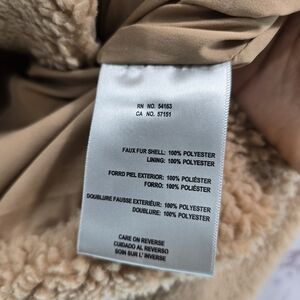 RN NO. 54163
CA NO. 57151
FAUX FUR SHELL: 100% POLYESTER
LINING: 100% POLYESTER
FORRO PIEL EXTERIOR: 100% POLIÉSTER
FORRO: 100% POLIÉSTER
DOUBLURE FAUSSE EXTERIEUR: 100% POLYESTER
DOUBLURE: 100% POLYESTER
CARE ON REVERSE
CUIDADO AL REVERSO
SOIN SUR L' INVERSE